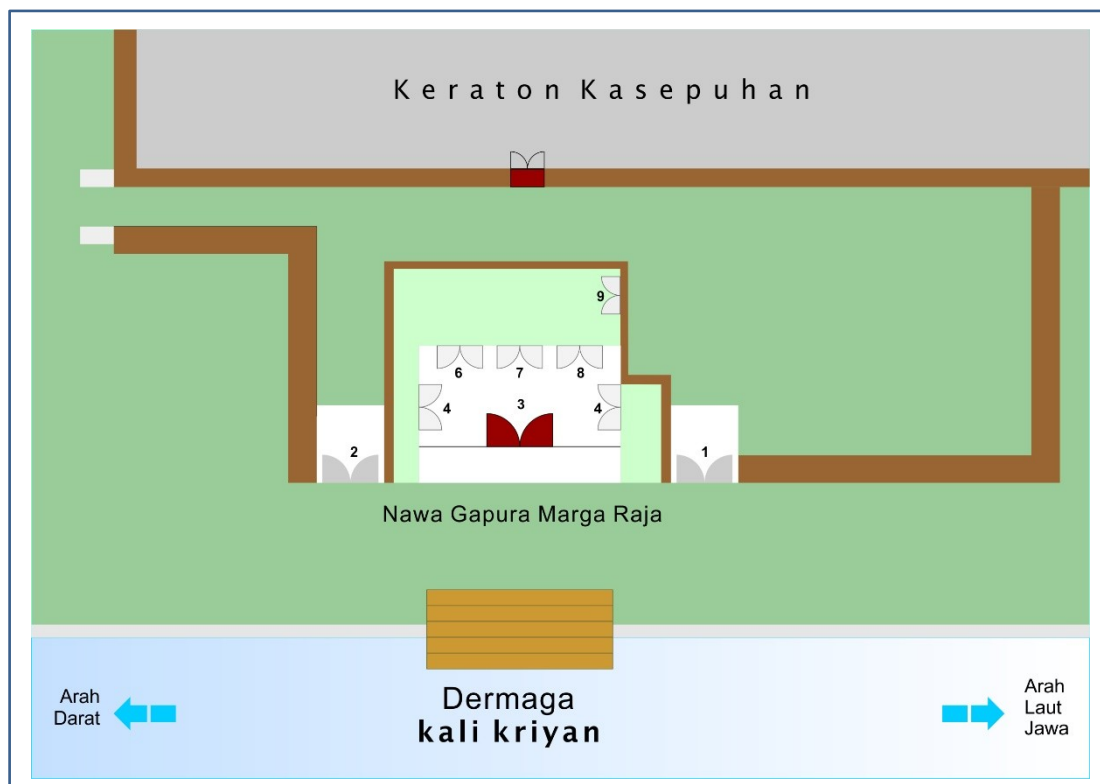 Keraton Kasepuhan
9
6 7 8
4 3 4
2 1
Nawa Gapura Marga Raja
Arah
Darat
Dermaga
kali kriyan
Arah
Laut
Jawa